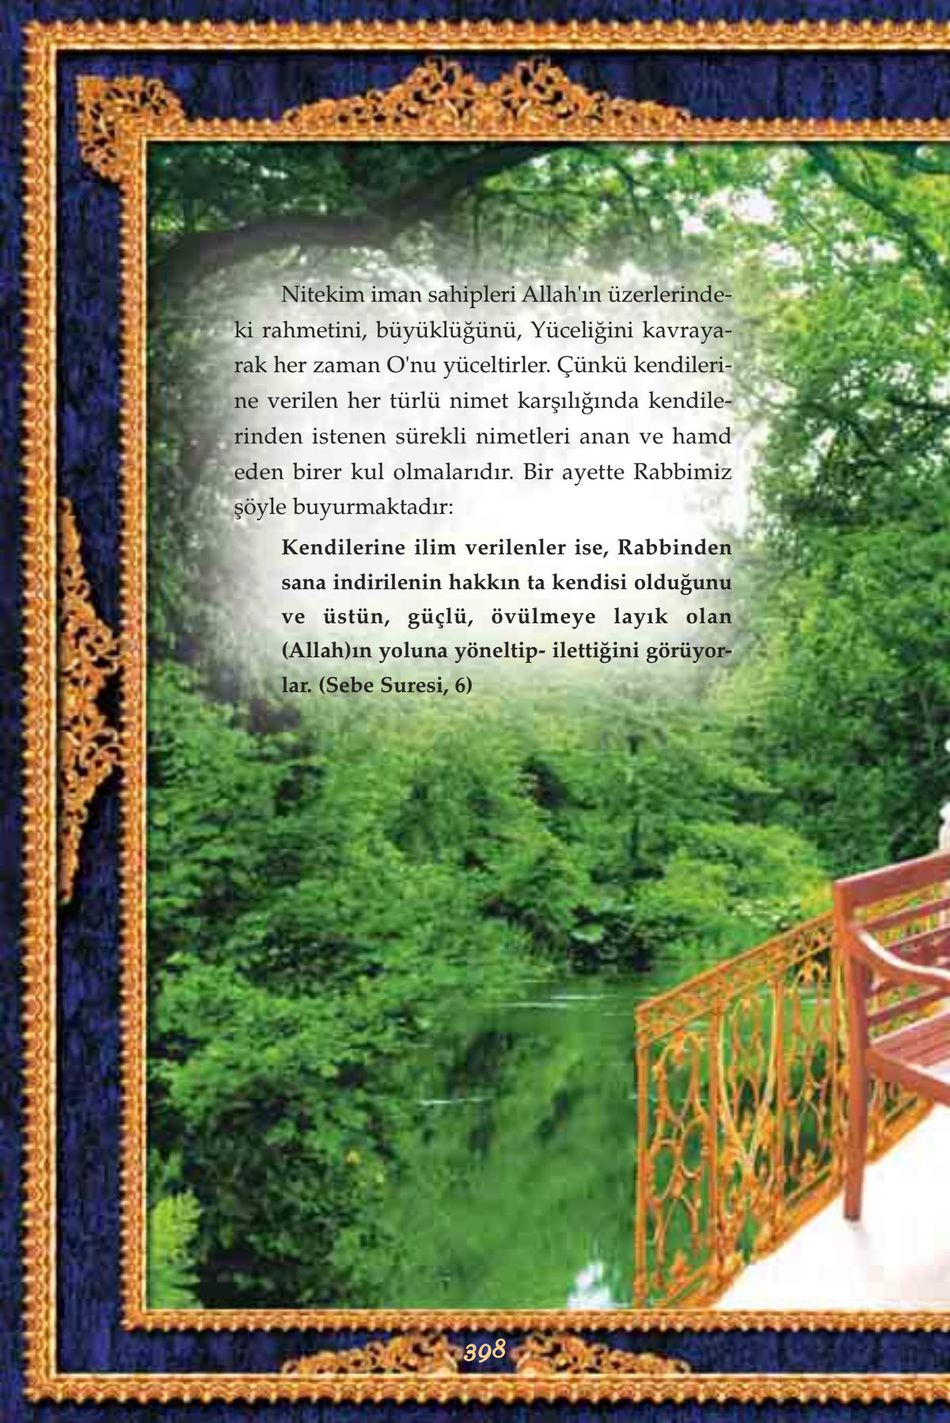 Nitekim iman sahipleri Allah'ın üzerlerinde-
ki rahmetini, büyüklüğünü, Yüceliğini kavraya-
rak her zaman O'nu yüceltirler. Çünkü kendileri-
ne verilen her türlü nimet karşılığında kendile-
rinden istenen sürekli nimetleri anan ve hamd
eden birer kul olmalarıdır. Bir ayette Rabbimiz
şöyle buyurmaktadır:
Kendilerine ilim verilenler ise, Rabbinden
sana indirilenin hakkın ta kendisi olduğunu
ve üstün, güçlü, övülmeye layık olan
(Allah)ın yoluna yöneltip- ilettiğini görüyor-
lar. (Sebe Suresi, 6)
398